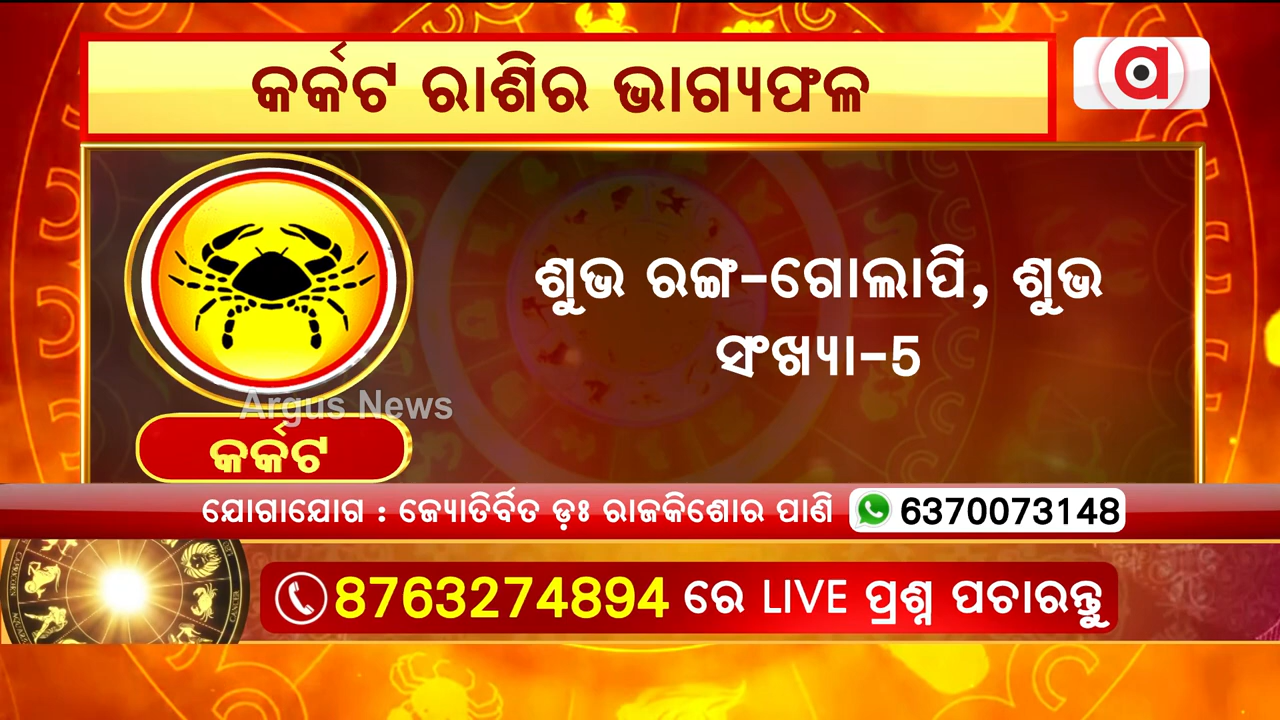 କର୍କଟ ରାଶିର ଭାଗ୍ୟଫଳ
a
ଶୁଭ ରଙ୍ଗ-ଗୋଲାପି, ଶୁଭ
ସଂଖ୍ୟା-5
Argus News
କର୍କଟ
ଯୋଗାଯୋଗ : ଜ୍ୟୋତିର୍ବିତ ଡ଼ଃ ରାଜକିଶୋର ପାଣି 6370073148
8763274894 ରେ LIVE ପ୍ରଶ୍ନ ପଚାରନ୍ତୁ